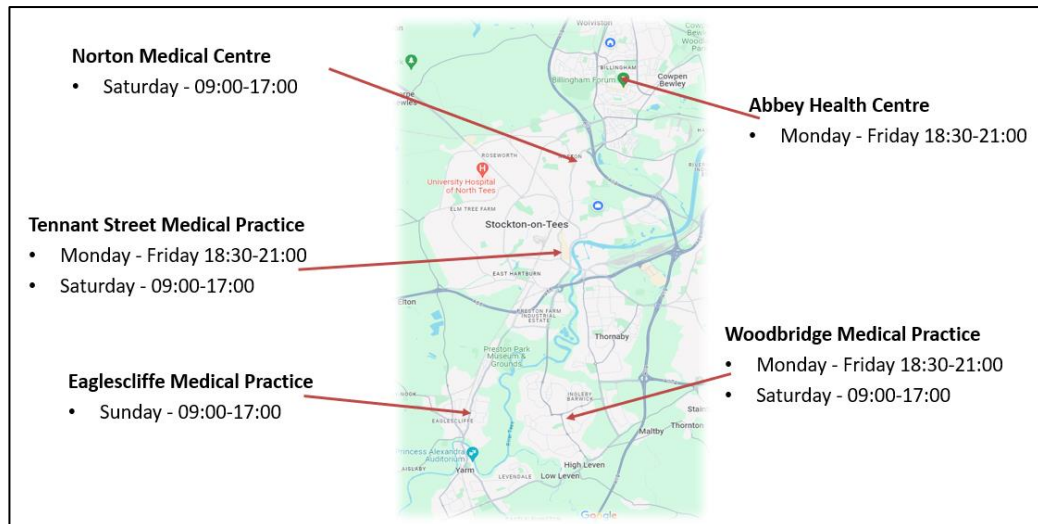 Norton Medical Centre
• Saturday - 09:00-17:00
Abbey Health Centre
• Monday - Friday 18:30-21:00
Tennant Street Medical Practice
• Monday - Friday 18:30-21:00
• Saturday - 09:00-17:00
Woodbridge Medical Practice
• Monday - Friday 18:30-21:00
• Saturday - 09:00-17:00
Eaglescliffe Medical Practice
• Sunday - 09:00-17:00
Wolviston
BILLINGHAM
Billingham Forum
Cowpen
Bewley
ROSEWORTH
University Hospital
of North Tees
ELM TREE FARM
Stockton-on-Tees
EAST HARTBURN
Elton
PRESTON FARM
INDUSTRIAL
ESTATE
Thornaby
Preston Park
Museum &
Grounds
INGLEBY
BARWICK
EAGLESCLIFFE
Maltby
Thornton
Princess Alexandra
Auditorium
Yarm
High Leven
Low Leven
LEVENDALE
Google